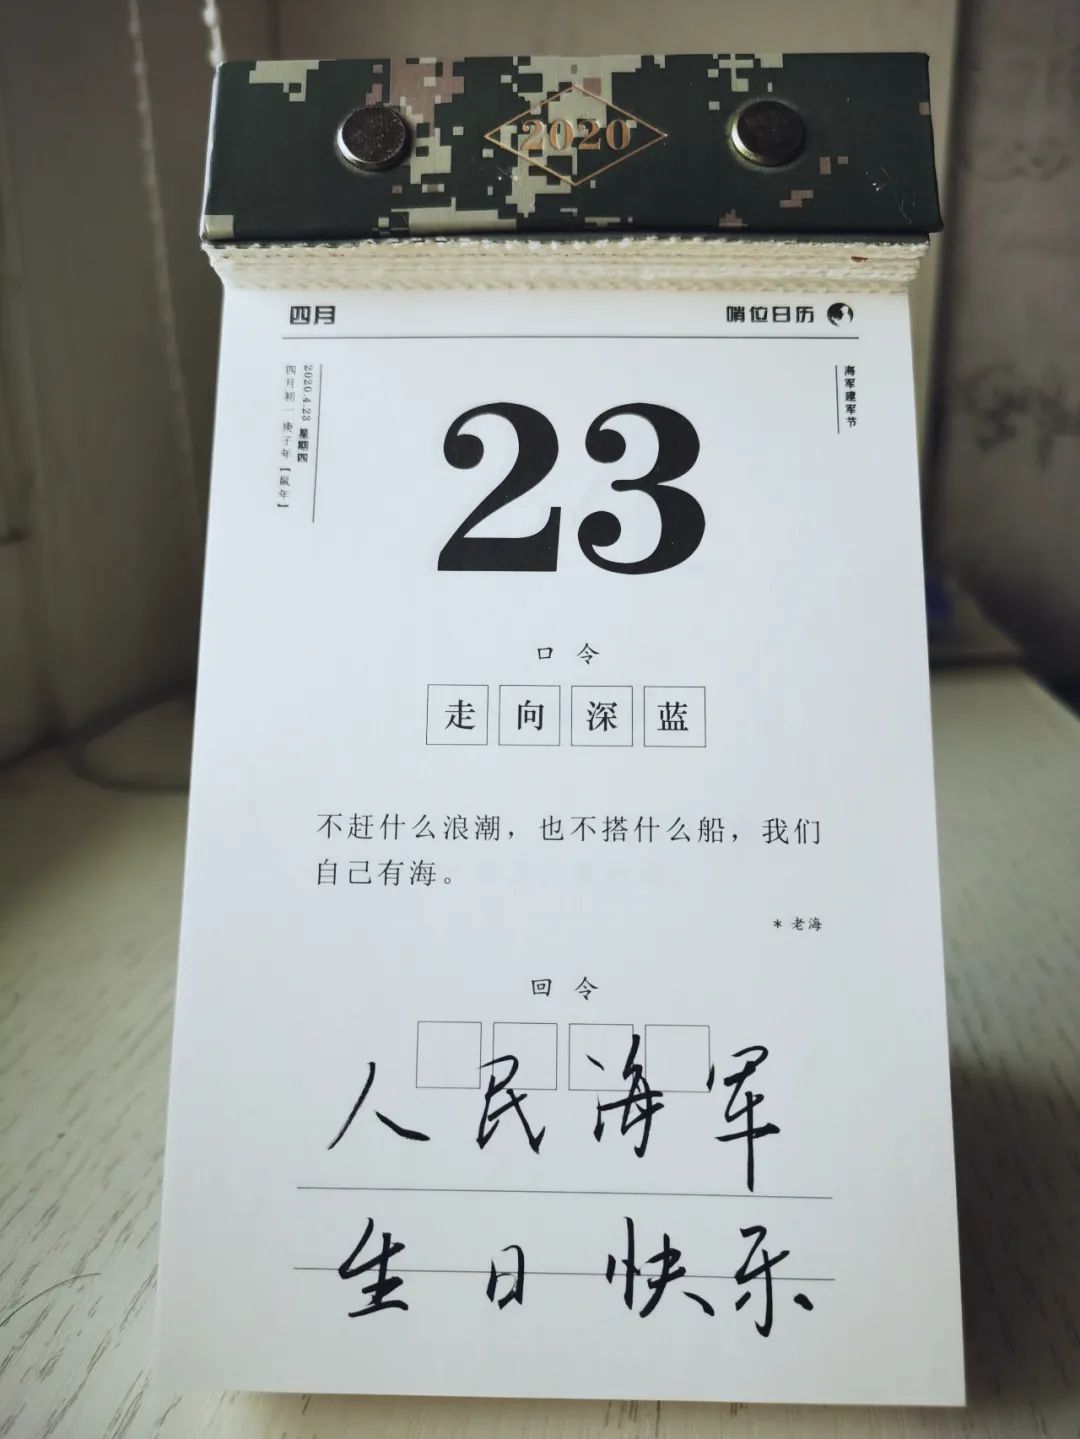 2020
四月
哨位日历
2020.4.23 星期四
四月初一 庚子年【鼠年】
海军建军节
23
口令
走向深蓝
不赶什么浪潮，也不搭什么船，我们
自己有海。
* 老海
回令
人民海军
生日快乐